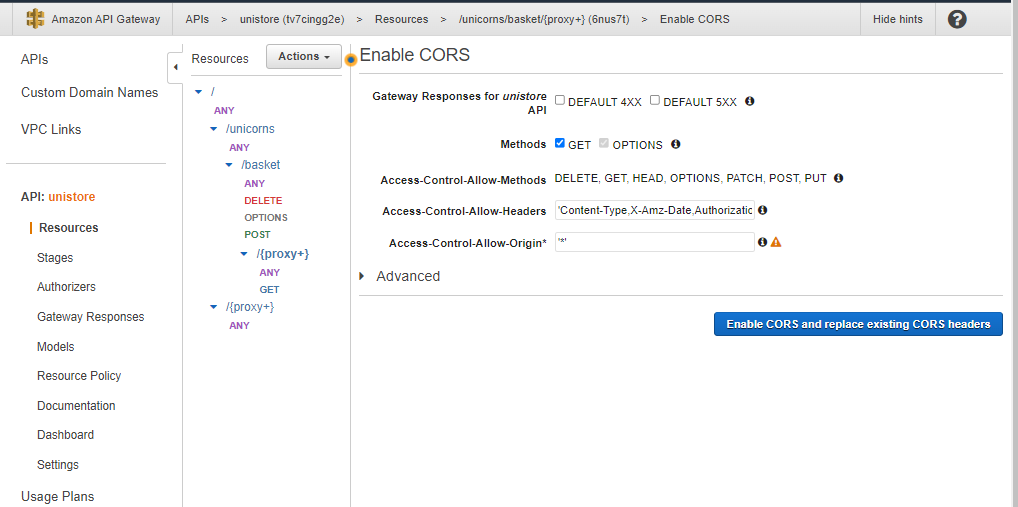 Amazon API Gateway APIs > unistore (tv7cingg2e) > Resources > /unicorns/basket/{proxy+} (6nus7t) > Enable CORS Hide hints ?
APIs
Custom Domain Names
VPC Links
API: unistore
Resources
Stages
Authorizers
Gateway Responses
Models
Resource Policy
Documentation
Dashboard
Settings
Usage Plans
Resources Actions
/
ANY
/unicorns
ANY
/basket
ANY
DELETE
OPTIONS
POST
/{proxy+}
ANY
GET
/{proxy+}
ANY
Enable CORS
Gateway Responses for unistore API DEFAULT 4XX DEFAULT 5XX
Methods GET OPTIONS
Access-Control-Allow-Methods DELETE, GET, HEAD, OPTIONS, PATCH, POST, PUT
Access-Control-Allow-Headers 'Content-Type,X-Amz-Date,Authorizatic
Access-Control-Allow-Origin* '*'
Advanced
Enable CORS and replace existing CORS headers